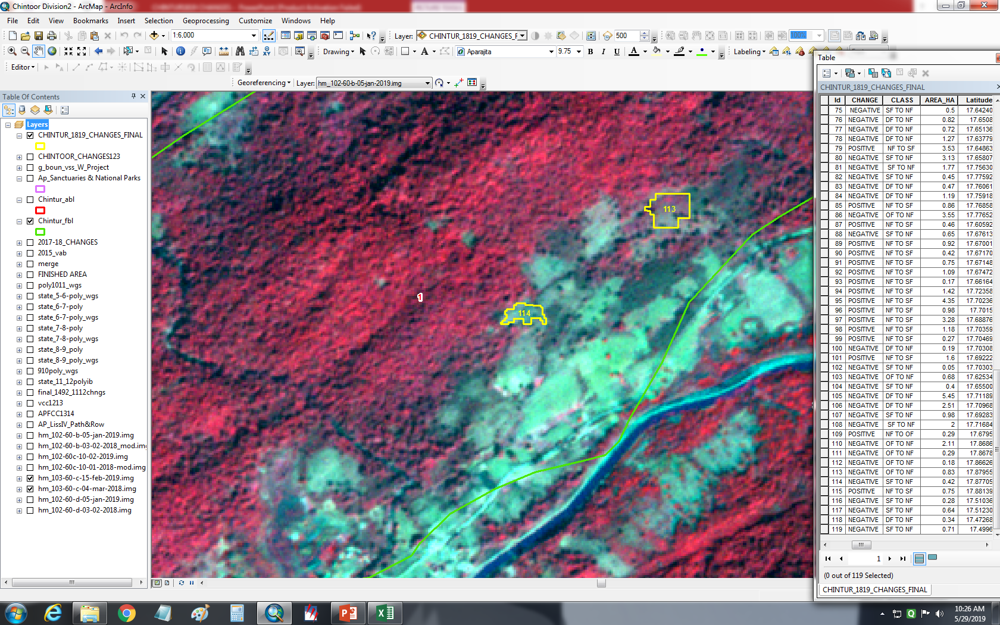 Chintoor Division2 - ArcMap - ArcInfo
File Edit View Bookmarks Insert Selection Geoprocessing Customize Windows Help
1:6,000
Layer: CHINTUR_1819_CHANGES_F
500
100%
Drawing
Aparajita
9.75
B I U A
Labeling
Editor
Georeferencing Layer: hm_102-60-b-05-jan-2019.img
Table Of Contents
Layers
CHINTUR_1819_CHANGES_FINAL
CHINTOOR_CHANGES123
g_boun_vss_W_Project
Ap_Sanctuaries & National Parks
Chintur_abl
Chintur_fbl
2017-18_CHANGES
2015_vab
merge
FINISHED AREA
poly1011_wgs
state_5-6-poly_wgs
state_6-7-poly
state_6-7-poly_wgs
state_7-8-poly
state_7-8-poly_wgs
state_8-9_poly
state_8-9_poly_wgs
910poly_wgs
state_11_12polyib
final_1492_1112chngs
vcc1213
APFCC1314
AP_LissIV_Path&Row
hm_102-60-b-05-jan-2019.img
hm_102-60-b-03-02-2018_mod.img
hm_102-60c-10-02-2019.img
hm_102-60c-10-01-2018-mod.img
hm_103-60-c-15-feb-2019.img
hm_103-60-c-04-mar-2018.img
hm_102-60-d-05-jan-2019.img
hm_102-60-d-03-02-2018.img
113
1
114
Table
CHINTUR_1819_CHANGES_FINAL
Id CHANGE CLASS AREA_HA Latitude
75 NEGATIVE SF TO NF 0.5 17.64240
76 NEGATIVE DF TO NF 0.82 17.6508
77 NEGATIVE DF TO NF 0.72 17.65136
78 NEGATIVE DF TO NF 1.27 17.63779
79 POSITIVE NF TO SF 3.53 17.64863
80 NEGATIVE SF TO NF 3.13 17.65807
81 NEGATIVE SF TO NF 1.77 17.75630
82 NEGATIVE SF TO NF 0.45 17.77592
83 NEGATIVE DF TO NF 0.47 17.76061
84 NEGATIVE DF TO NF 1.19 17.75918
85 POSITIVE NF TO SF 0.86 17.76858
86 NEGATIVE OF TO NF 3.55 17.77652
87 POSITIVE NF TO SF 0.46 17.60592
88 NEGATIVE SF TO NF 0.65 17.67613
89 POSITIVE NF TO SF 0.92 17.67001
90 POSITIVE NF TO SF 0.42 17.67170
91 POSITIVE NF TO SF 0.75 17.67148
92 POSITIVE NF TO SF 1.09 17.67472
93 POSITIVE NF TO SF 0.17 17.66164
94 POSITIVE NF TO SF 1.42 17.72358
95 POSITIVE NF TO SF 4.35 17.70236
96 POSITIVE NF TO SF 0.98 17.7015
97 POSITIVE NF TO SF 3.28 17.68876
98 POSITIVE NF TO SF 1.18 17.70359
99 POSITIVE NF TO SF 0.27 17.70469
100 NEGATIVE DF TO NF 0.19 17.70308
101 POSITIVE NF TO SF 1.6 17.69222
102 NEGATIVE SF TO NF 0.05 17.70303
103 NEGATIVE OF TO NF 0.68 17.62534
104 NEGATIVE SF TO NF 0.4 17.65500
105 NEGATIVE DF TO NF 5.45 17.71189
106 NEGATIVE DF TO NF 2.51 17.70968
107 NEGATIVE SF TO NF 0.98 17.69283
108 NEGATIVE SF TO NF 2 17.71684
109 POSITIVE NF TO OF 0.29 17.6795
110 NEGATIVE OF TO NF 2.11 17.8686
111 NEGATIVE OF TO NF 0.29 17.8678
112 NEGATIVE OF TO NF 0.18 17.86626
113 NEGATIVE OF TO NF 0.83 17.87955
114 NEGATIVE SF TO NF 0.42 17.87705
115 POSITIVE NF TO SF 0.75 17.88139
116 NEGATIVE SF TO NF 0.28 17.51036
117 NEGATIVE SF TO NF 0.64 17.51230
118 NEGATIVE DF TO NF 0.34 17.47268
119 NEGATIVE SF TO NF 0.71 17.4996
1
(0 out of 119 Selected)
CHINTUR_1819_CHANGES_FINAL
10:26 AM
5/29/2019